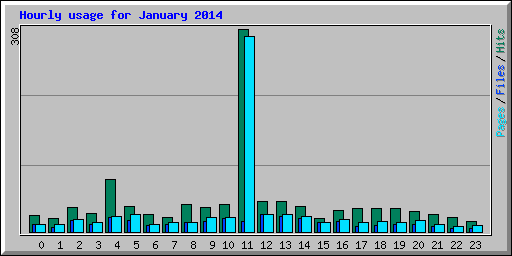 Hourly usage for January 2014
308
Pages/Files/Hits
0 1 2 3 4 5 6 7 8 9 10 11 12 13 14 15 16 17 18 19 20 21 22 23